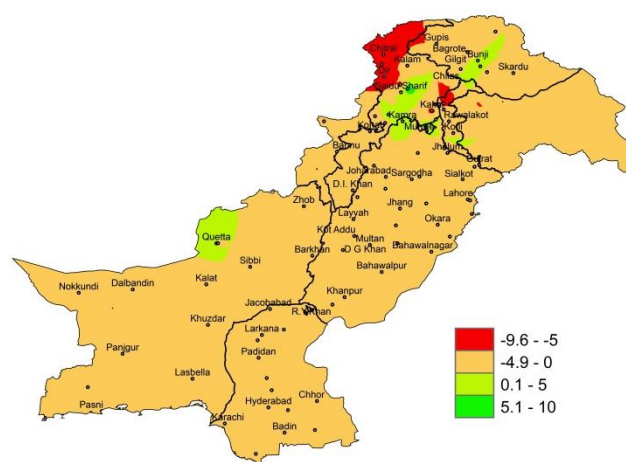 Gupis
Chitral
Bagrote
Bunji
Kalam
Gilgit
Dir
Skardu
Chilas
Saidu Sharif
Kakul
Kamra
Rawalakot
Kohat
Kotli
Bannu
Jhelum
Gujrat
Joharabad
Sargodha
Sialkot
D.I. Khan
Zhob
Jhang
Lahore
Layyah
Okara
Quetta
Kot Addu
Multan
Barkhan
D G Khan
Bahawalnagar
Sibbi
Bahawalpur
Kalat
Nokkundi
Dalbandin
Khanpur
Jacobabad
R.Y.Khan
Khuzdar
Larkana
Panjgur
Padidan
Lasbella
Pasni
Hyderabad
Chhor
Karachi
Badin
-9.6 - -5
-4.9 - 0
0.1 - 5
5.1 - 10